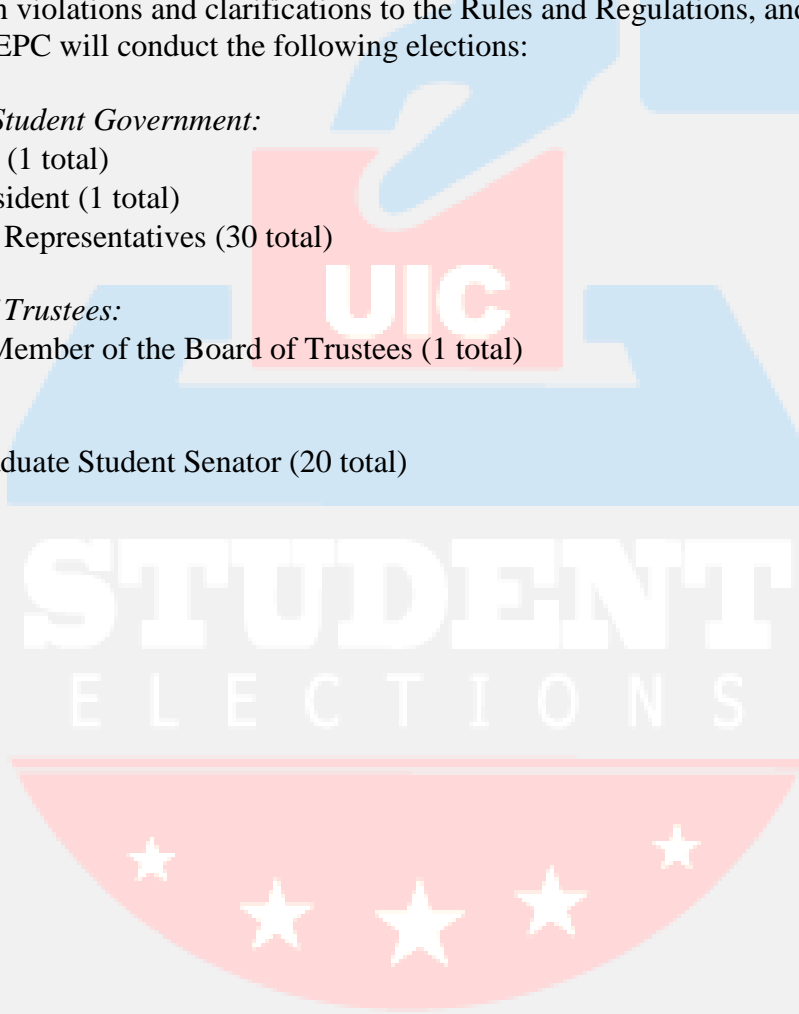 violations and clarifications to the Rules and Regulations, and
EPC will conduct the following elections:
Student Government:
(1 total)
(1 total)
Representatives (30 total)
UIC
Trustees:
Member of the Board of Trustees (1 total)
Student Senator (20 total)
STUDENT
ELECTIONS